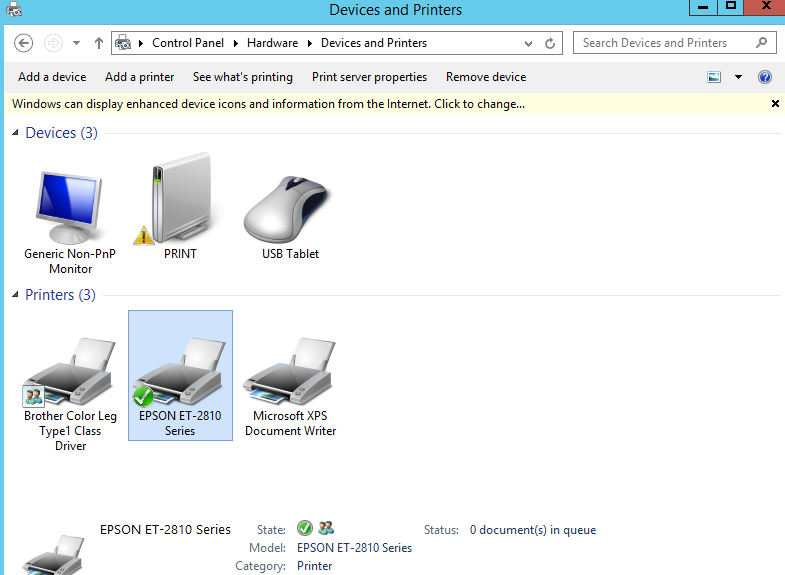 Devices and Printers
Control Panel Hardware Devices and Printers
Search Devices and Printers
Add a device Add a printer See what's printing Print server properties Remove device
Windows can display enhanced device icons and information from the Internet. Click to change...
Devices (3)
Generic Non-PnP
Monitor
PRINT
USB Tablet
Printers (3)
Brother Color Leg
Type1 Class
Driver
EPSON ET-2810
Series
Microsoft XPS
Document Writer
EPSON ET-2810 Series
State:
Status: 0 document(s) in queue
Model: EPSON ET-2810 Series
Category: Printer